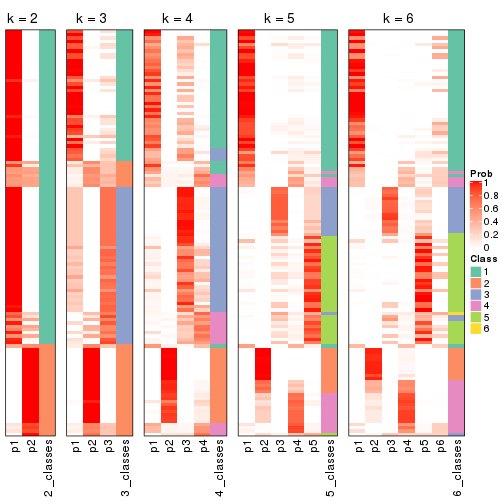 k = 2
k = 3
k = 4
k = 5
k = 6
p1
p2
2_classes
p1
p2
p3
3_classes
p1
p2
p3
p4
4_classes
p1
p2
p3
p4
p5
5_classes
p1
p2
p3
p4
p5
p6
6_classes
Prob
1
0.8
0.6
0.4
0.2
0
Class
1
2
3
4
5
6